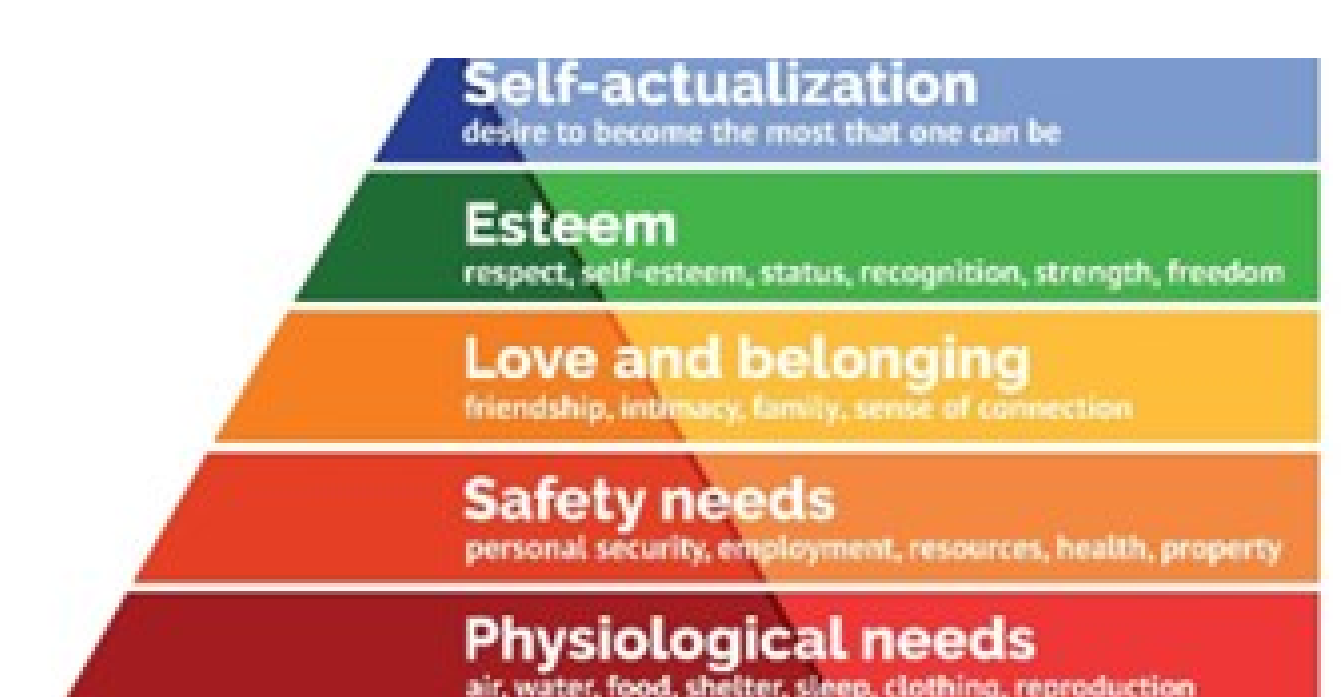 Self-actualization
desire to become the most that one can be
Esteem
respect, self-esteem, status, recognition, strength, freedom
Love and belonging
friendship, intimacy, family, sense of connection
Safety needs
personal security, employment, resources, health, property
Physiological needs
air, water, food, shelter, sleep, clothing, reproduction